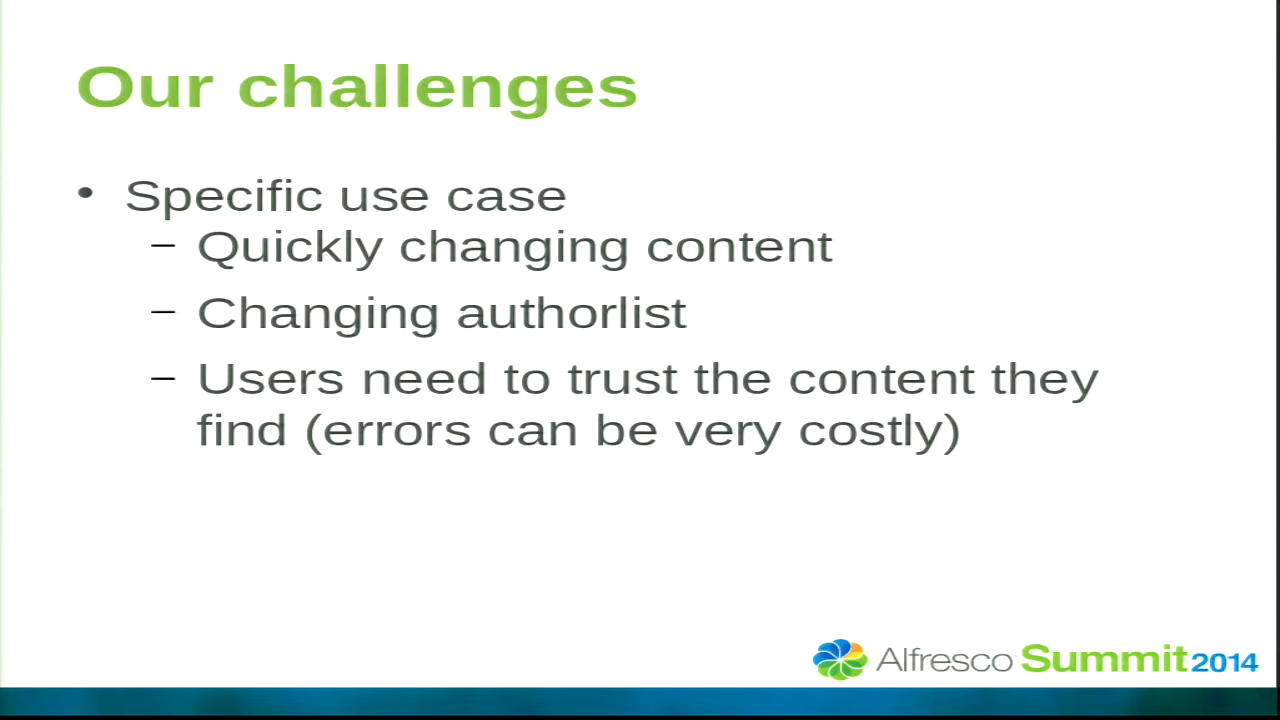 Our challenges
• Specific use case
– Quickly changing content
– Changing authorlist
– Users need to trust the content they
find (errors can be very costly)
Alfresco Summit 2014